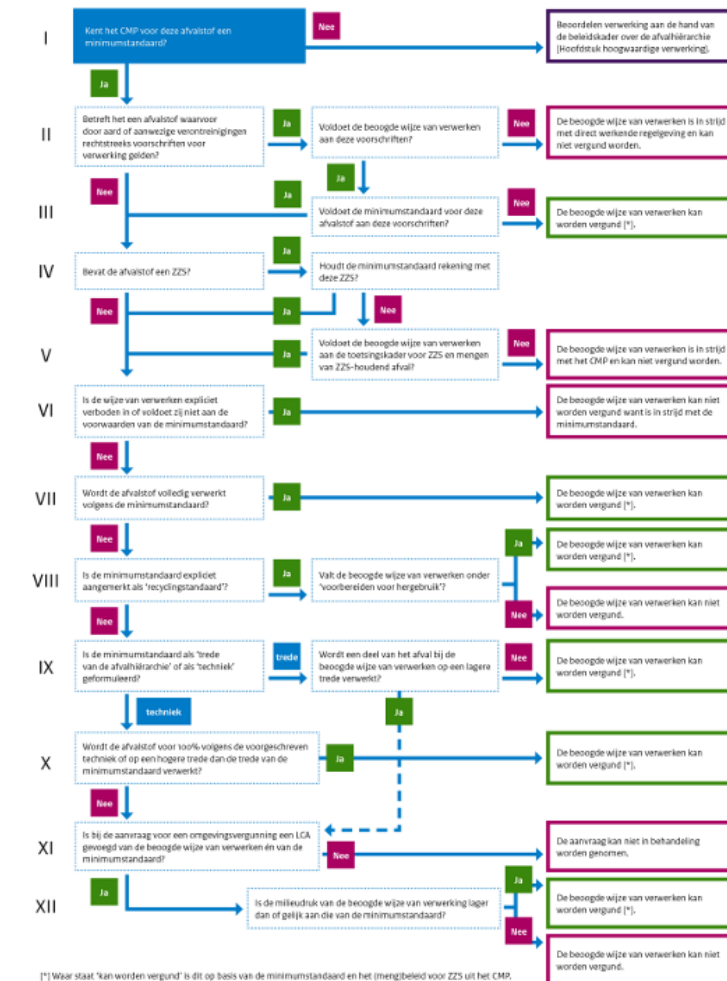 I
Kent het CMP voor deze afvalstof een
minimumstandaard?
Nee
Beoordelen verwerking aan de hand van
de beleidskader over de afvalhiërarchie
(Hoofdstuk hoogwaardige verwerking).
Ja
II
Betreft het een afvalstof waarvoor
door aard of aanwezige verontreinigingen
rechtstreeks voorschriften voor
verwerking gelden?
Ja
Voldoet de beoogde wijze van verwerken
aan deze voorschriften?
Nee
De beoogde wijze van verwerken is in strijd
met direct werkende regelgeving en kan
niet vergund worden.
Nee
Ja
Ja
III
Voldoet de minimumstandaard voor deze
afvalstof aan deze voorschriften?
Nee
De beoogde wijze van verwerken kan
worden vergund [*].
IV
Bevat de afvalstof een ZZS?
Ja
Houdt de minimumstandaard rekening met
deze ZZS?
Nee
Ja
Nee
V
Ja
Voldoet de beoogde wijze van verwerken
aan de toetsingskader voor ZZS en mengen
van ZZS-houdend afval?
Nee
De beoogde wijze van verwerken is in strijd
met het CMP en kan niet vergund worden.
VI
Is de wijze van verwerken expliciet
verboden in of voldoet zij niet aan de
voorwaarden van de minimumstandaard?
Ja
De beoogde wijze van verwerken kan niet
worden vergund want is in strijd met de
minimumstandaard.
Nee
VII
Wordt de afvalstof volledig verwerkt
volgens de minimumstandaard?
Ja
De beoogde wijze van verwerken kan
worden vergund [*].
Nee
VIII
Is de minimumstandaard expliciet
aangemerkt als 'recyclingstandaard'?
Ja
Valt de beoogde wijze van verwerken onder
'voorbereiden voor hergebruik'?
Ja
De beoogde wijze van verwerken kan
worden vergund [*].
Nee
De beoogde wijze van verwerken kan niet
worden vergund.
Nee
IX
Is de minimumstandaard als 'trede
van de afvalhiërarchie' of als 'techniek'
geformuleerd?
trede
Wordt een deel van het afval bij de
beoogde wijze van verwerken op een lagere
trede verwerkt?
Nee
De beoogde wijze van verwerken kan
worden vergund [*].
techniek
Ja
X
Wordt de afvalstof voor 100% volgens de voorgeschreven
techniek of op een hogere trede dan de trede van de
minimumstandaard verwerkt?
Ja
De beoogde wijze van verwerken kan
worden vergund [*].
Nee
XI
Is bij de aanvraag voor een omgevingsvergunning een LCA
gevoegd van de beoogde wijze van verwerken én van de
minimumstandaard?
Nee
De aanvraag kan niet in behandeling
worden genomen.
Ja
XII
Is de milieudruk van de beoogde wijze van verwerking lager
dan of gelijk aan die van de minimumstandaard?
Ja
De beoogde wijze van verwerken kan
worden vergund [*].
Nee
De beoogde wijze van verwerken kan niet
worden vergund.
[*] Waar staat 'kan worden vergund' is dit op basis van de minimumstandaard en het (meng)beleid voor ZZS uit het CMP.